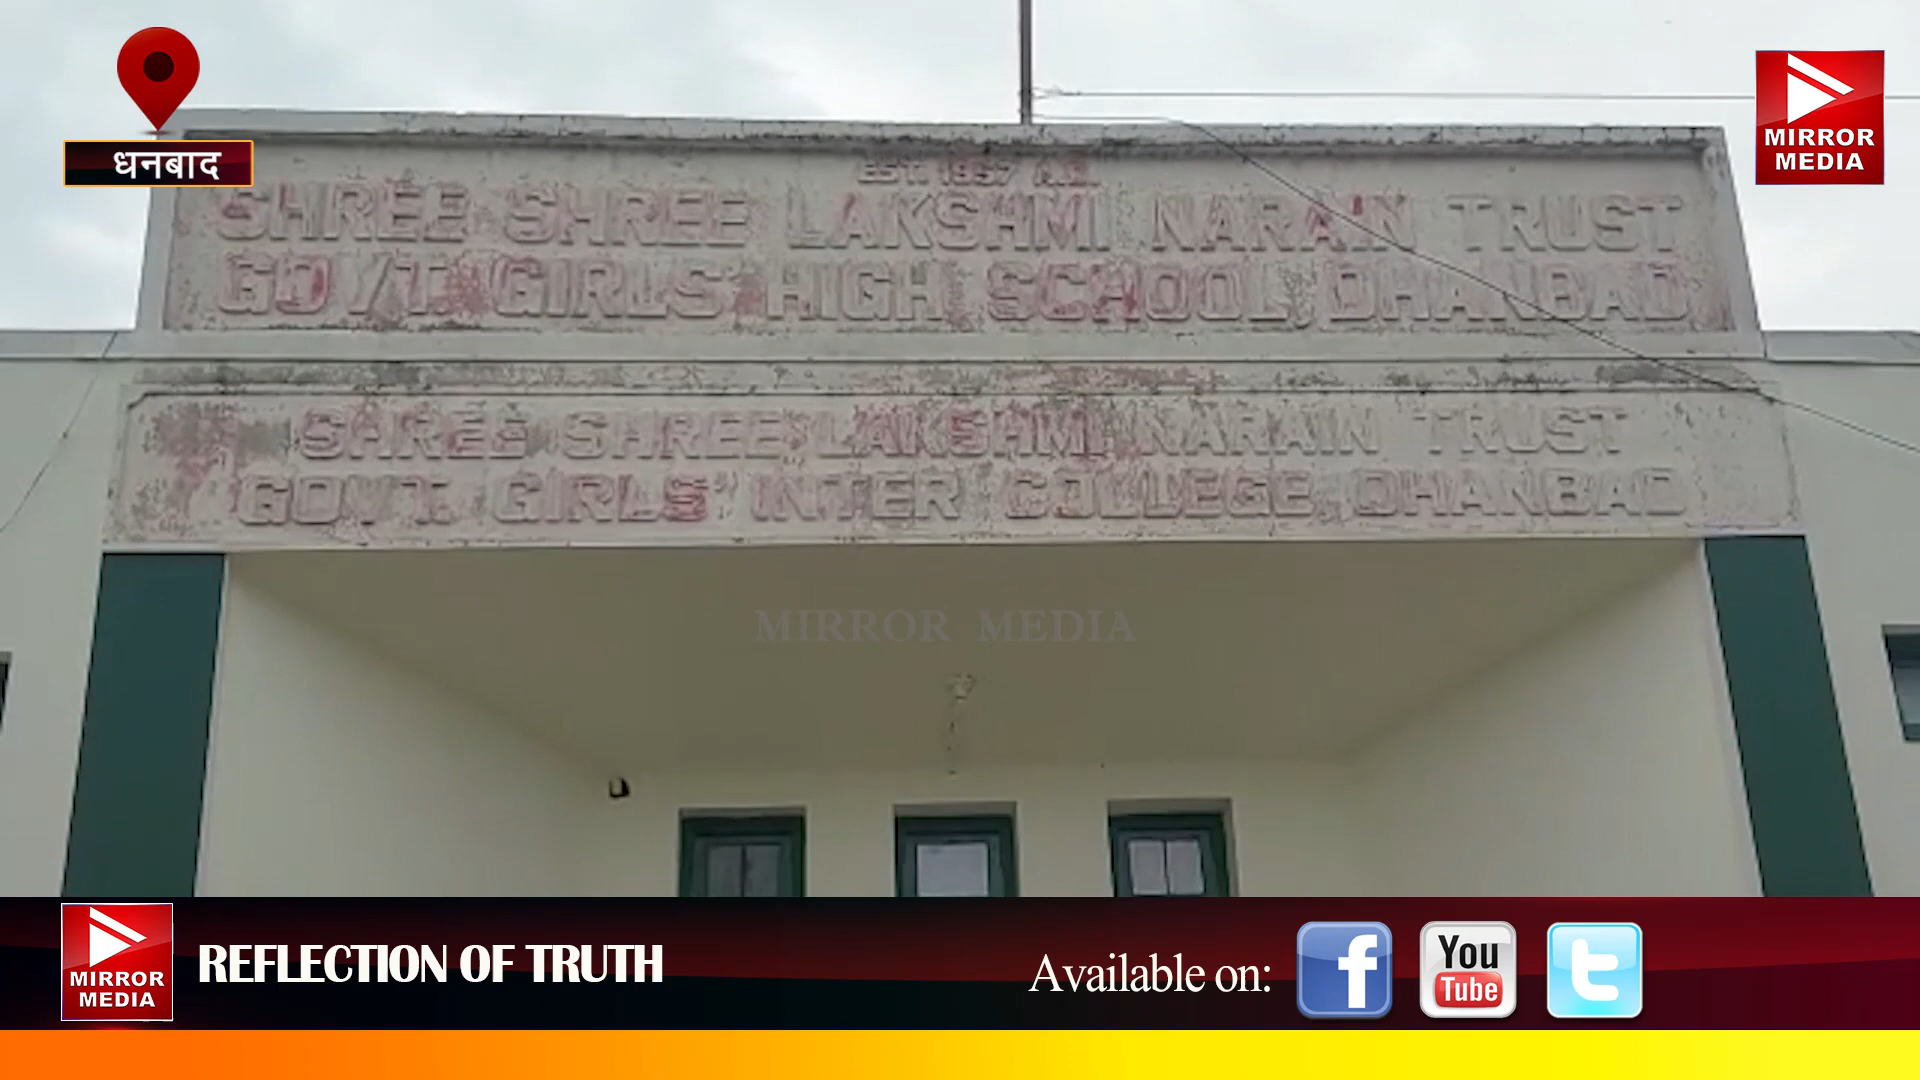 धनबाद
MIRROR
MEDIA
EST. 1957 A.D.
SHREE SHREE LAKSHMI NARAIN TRUST
GOVT. GIRLS HIGH SCHOOL, DHANBAD
SHREE SHREE LAKSHMI NARAIN TRUST
GOVT. GIRLS INTER COLLEGE, DHANBAD
MIRROR MEDIA
MIRROR
MEDIA
REFLECTION OF TRUTH
Available on:
f
You
Tube
t